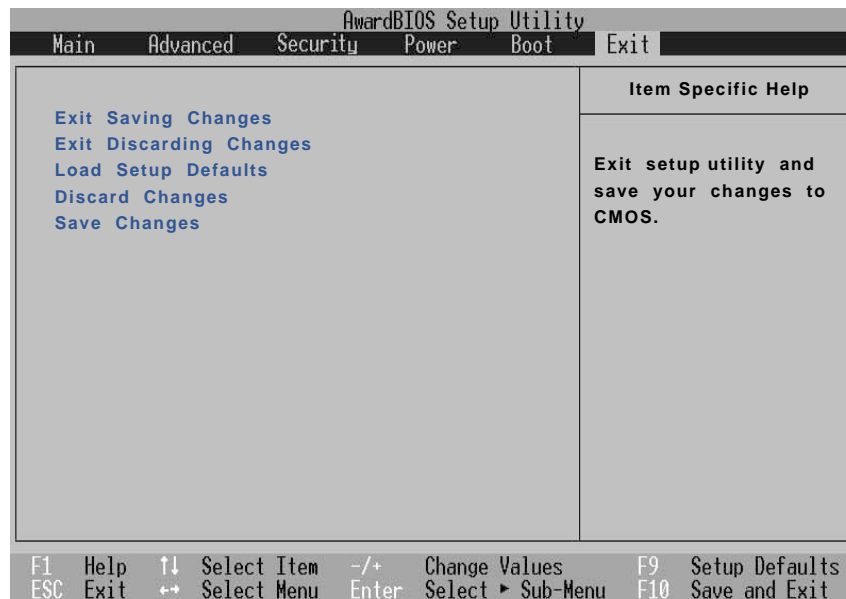 AwardBIOS Setup Utility
Main Advanced Security Power Boot Exit
Item Specific Help
Exit Saving Changes
Exit Discarding Changes
Load Setup Defaults
Discard Changes
Save Changes
Exit setup utility and
save your changes to
CMOS.
F1 Help ↑↓ Select Item -/+ Change Values F9 Setup Defaults
ESC Exit ←→ Select Menu Enter Select ► Sub-Menu F10 Save and Exit